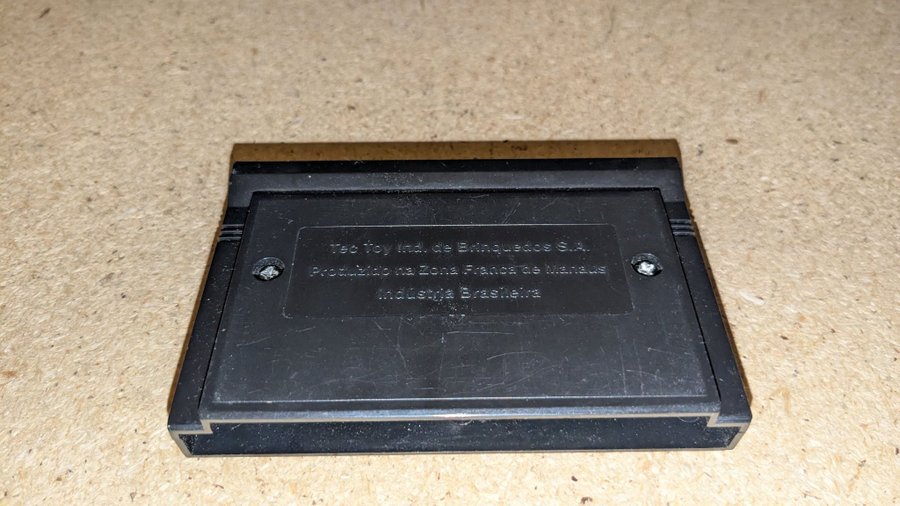 Tec Toy Ind. de Brinquedos S.A.
Produzido na Zona Franca de Manaus
Indústria Brasileira